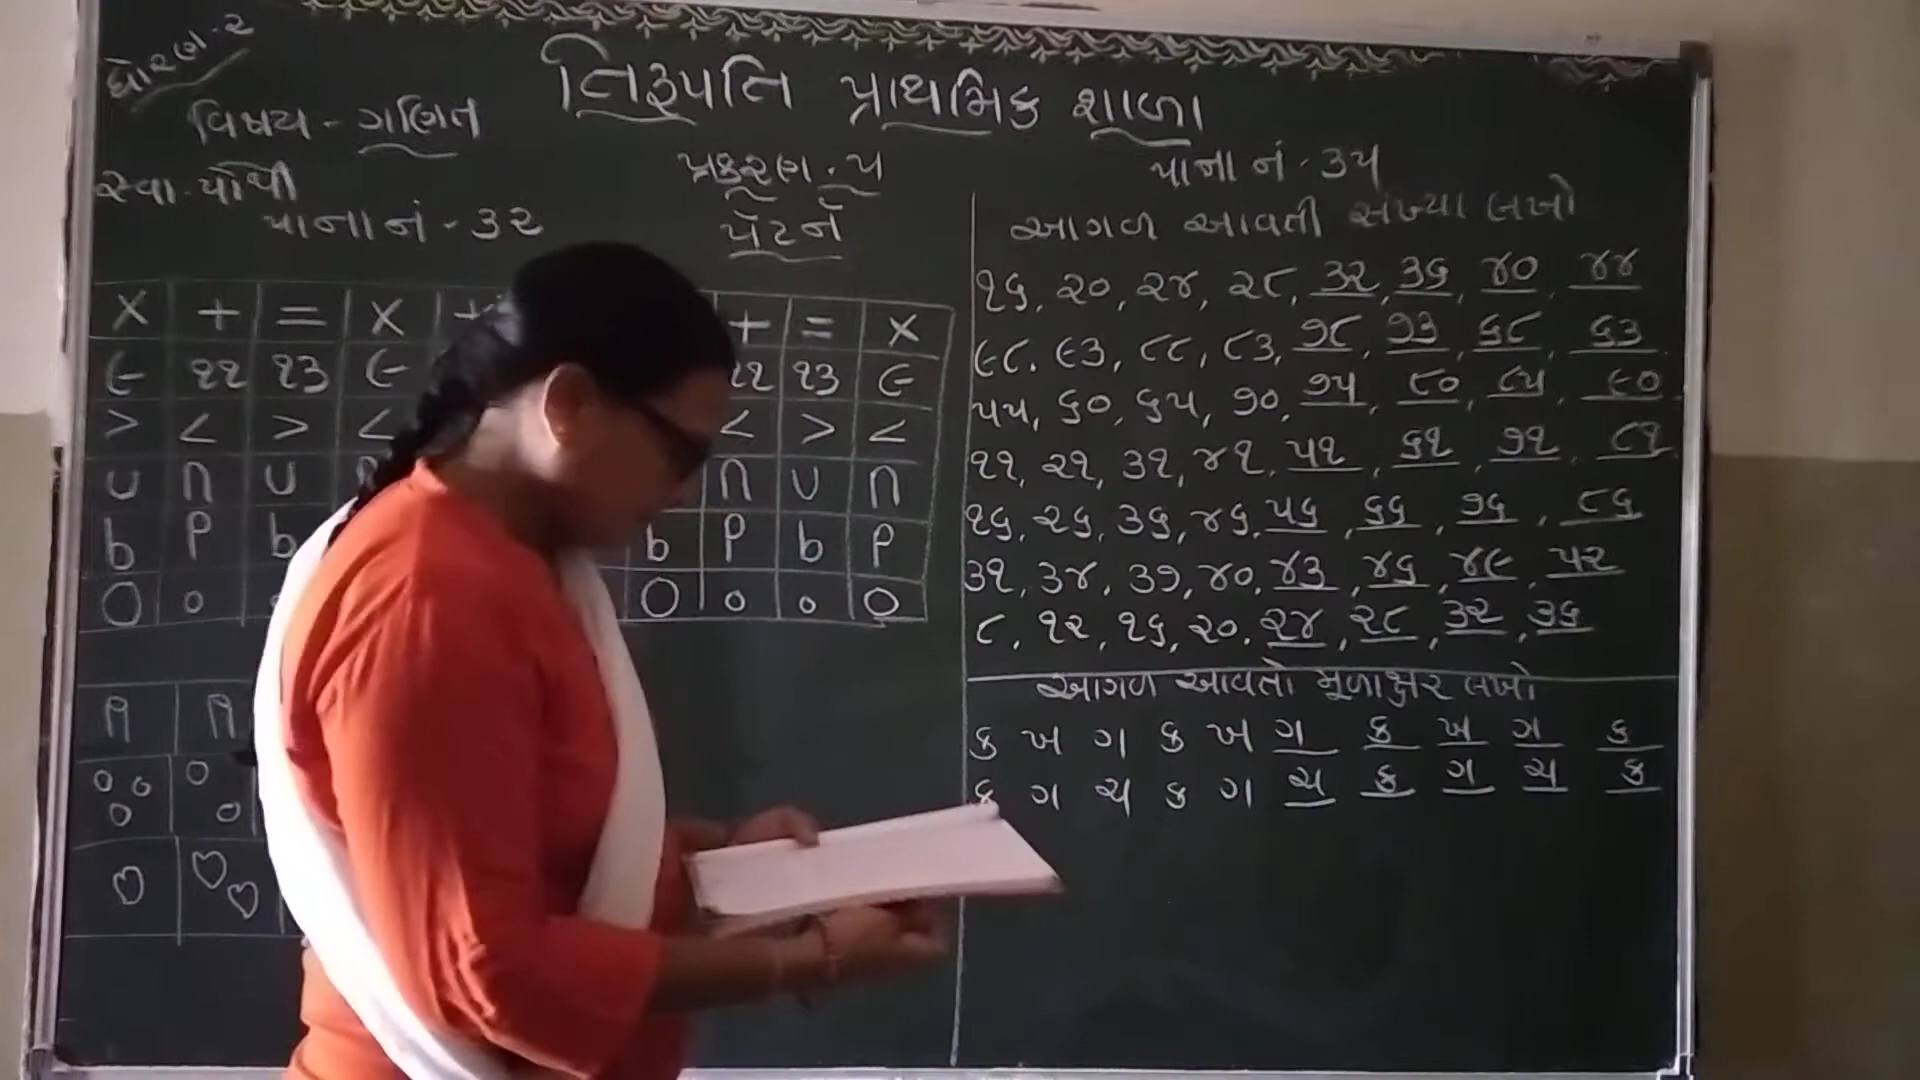 ધોરણ-૨
તિરૂપતિ પ્રાથમિક શાળા
વિષય - ગણિત
સ્વા.પોથી
પાના નં - ૩૨
પ્રકરણ.૫
પૅટર્ન
X + = X + = X
૯ ૧૧ ૧૩ ૯ ૧૧ ૧૩ ૯
> < > < < > <
U ∩ U ∩ U ∩
b P b b P b P
O o O o o O
પાના નં - ૩૫
આગળ આવતી સંખ્યા લખો
૧૬, ૨૦, ૨૪, ૨૮, ૩૨, ૩૬, ૪૦, ૪૪
૯૮, ૯૩, ૮૮, ૮૩, ૭૮, ૭૩, ૬૮, ૬૩
૫૫, ૬૦, ૬૫, ૭૦, ૭૫, ૮૦, ૮૫, ૯૦
૧૧, ૨૧, ૩૧, ૪૧, ૫૧, ૬૧, ૭૧, ૮૧
૧૬, ૨૬, ૩૬, ૪૬, ૫૬, ૬૬, ૭૬, ૮૬
૩૧, ૩૪, ૩૭, ૪૦, ૪૩, ૪૬, ૪૯, ૫૨
૮, ૧૨, ૧૬, ૨૦, ૨૪, ૨૮, ૩૨, ૩૬
આગળ આવતો મૂળાક્ષર લખો
ક ખ ગ ક ખ ગ ક ખ ગ ક
ક ગ ચ ક ગ ચ ક ગ ચ ક